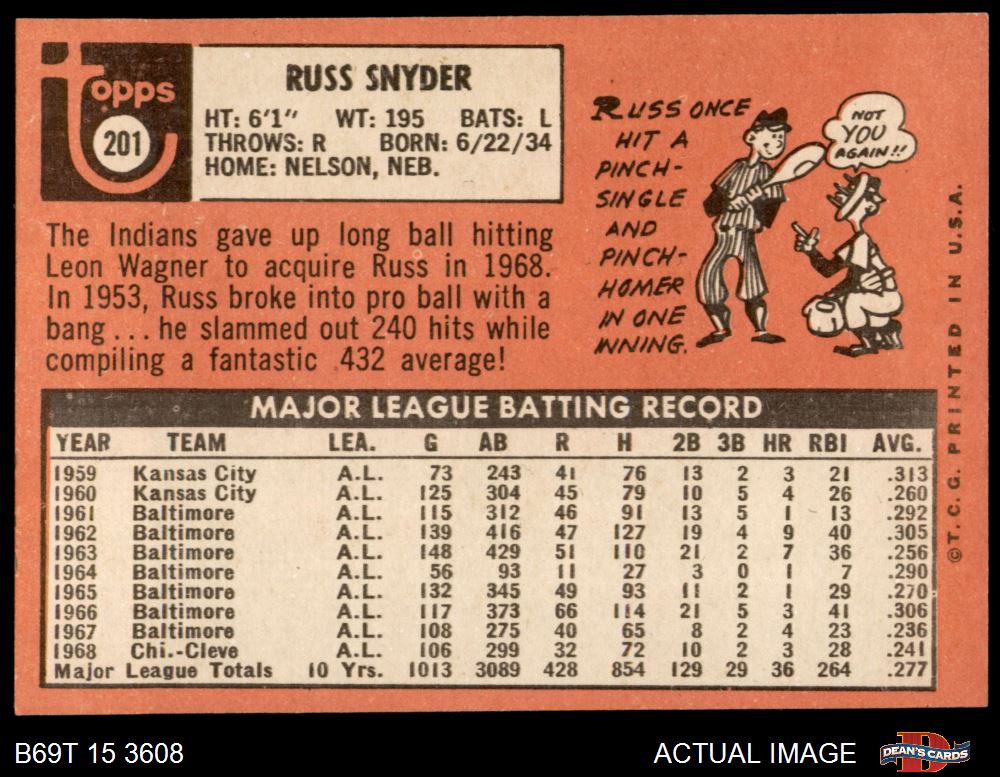 topps
201
RUSS SNYDER
HT: 6'1" WT: 195 BATS: L
THROWS: R BORN: 6/22/34
HOME: NELSON, NEB.
The Indians gave up long ball hitting
Leon Wagner to acquire Russ in 1968.
In 1953, Russ broke into pro ball with a
bang ... he slammed out 240 hits while
compiling a fantastic .432 average!
RUSS ONCE
HIT A
PINCH-
SINGLE
AND
PINCH-
HOMER
IN ONE
INNING.
NOT
YOU
AGAIN!!
MAJOR LEAGUE BATTING RECORD
YEAR TEAM LEA. G AB R H 2B 3B HR RBI AVG.
1959 Kansas City A.L. 73 243 41 76 13 2 3 21 .313
1960 Kansas City A.L. 125 304 45 79 10 5 4 26 .260
1961 Baltimore A.L. 115 312 46 91 13 5 1 13 .292
1962 Baltimore A.L. 139 416 47 127 19 4 9 40 .305
1963 Baltimore A.L. 148 429 51 110 21 2 7 36 .256
1964 Baltimore A.L. 56 93 11 27 3 0 1 7 .290
1965 Baltimore A.L. 132 345 49 93 11 2 1 29 .270
1966 Baltimore A.L. 117 373 66 114 21 5 3 41 .306
1967 Baltimore A.L. 108 275 40 65 8 2 4 23 .236
1968 Chi.-Cleve A.L. 106 299 32 72 10 2 3 28 .241
Major League Totals 10 Yrs. 1013 3089 428 854 129 29 36 264 .277
©T.C.G. PRINTED IN U.S.A.
B69T 15 3608
ACTUAL IMAGE
D
DEAN'S CARDS